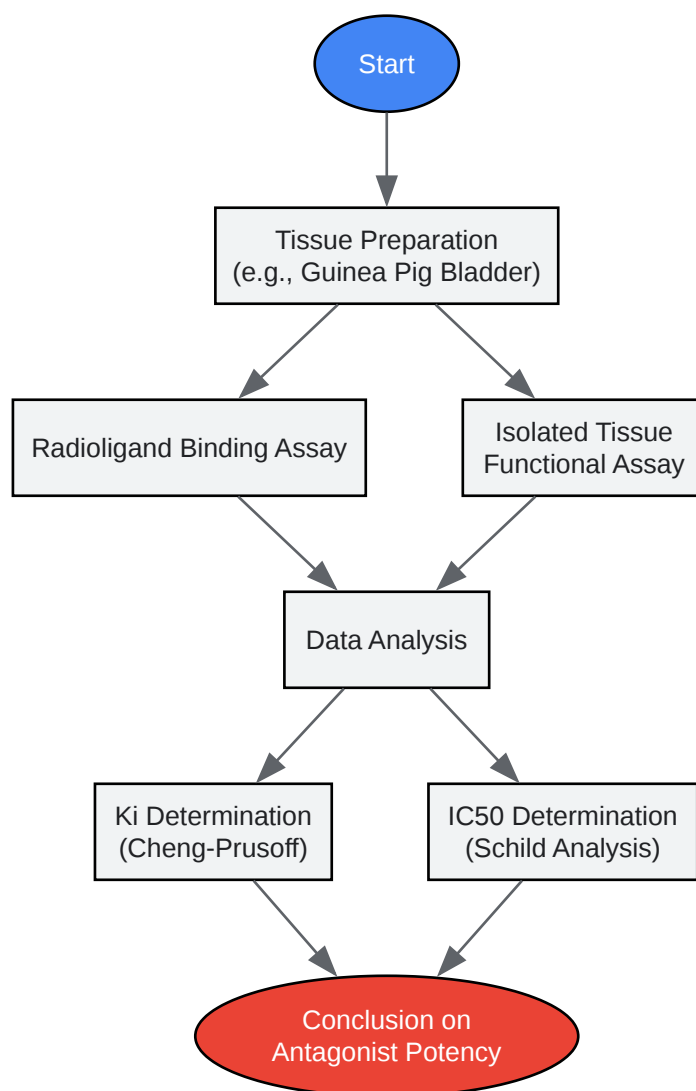 Start
Tissue Preparation
(e.g., Guinea Pig Bladder)
Radioligand Binding Assay
Isolated Tissue
Functional Assay
Data Analysis
Ki Determination
(Cheng-Prusoff)
IC50 Determination
(Schild Analysis)
Conclusion on
Antagonist Potency